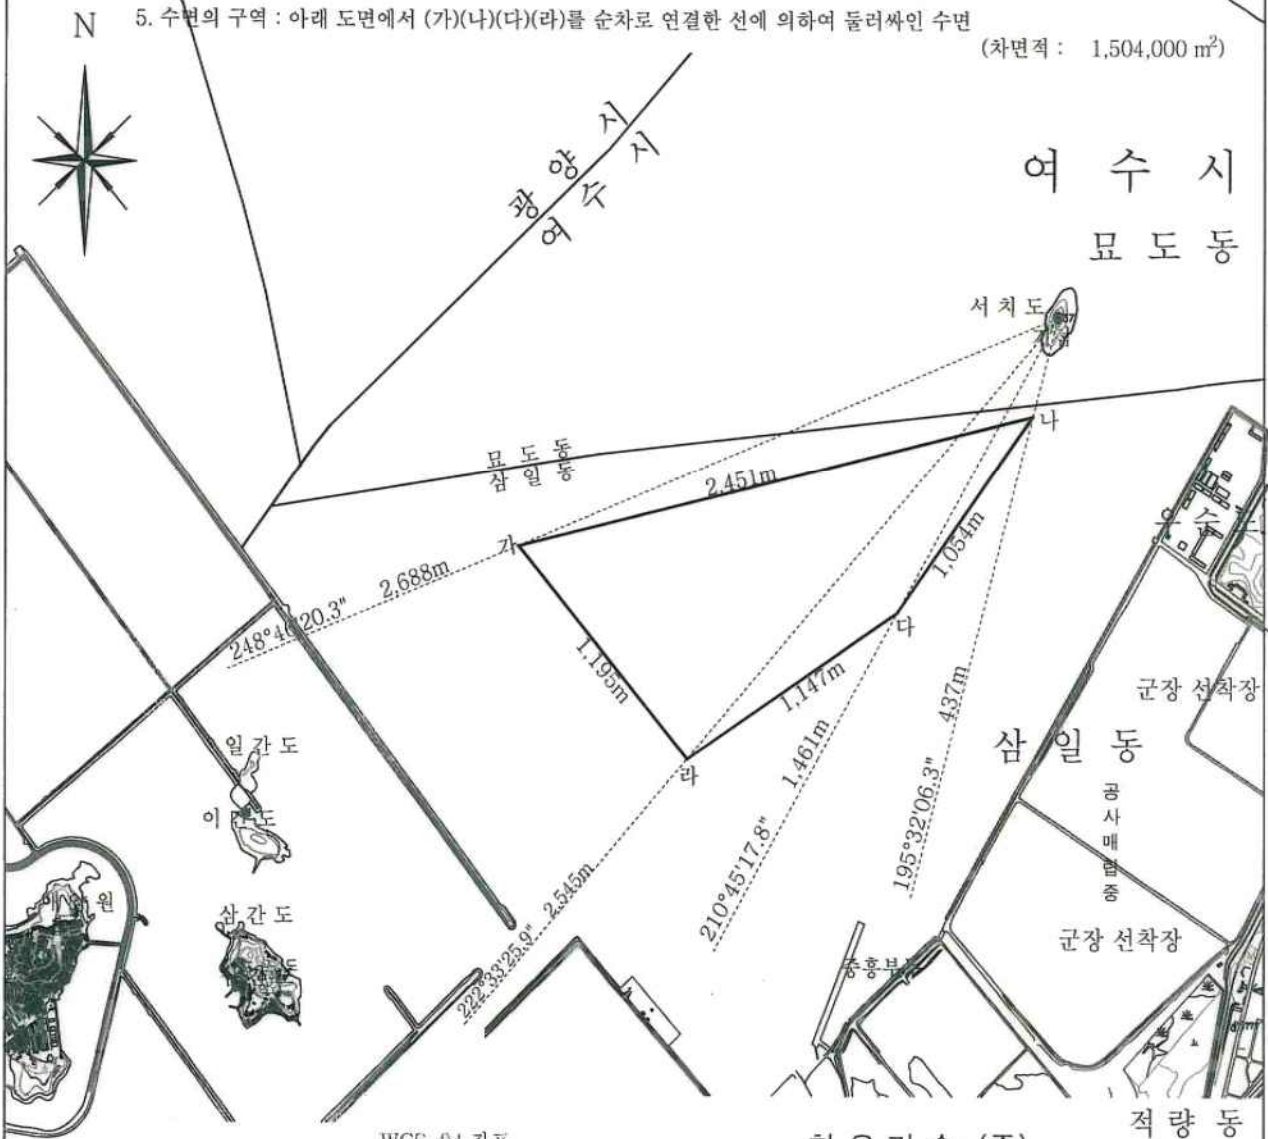 5. 수면의 구역 : 아래 도면에서 (가)(나)(다)(라)를 순차로 연결한 선에 의하여 둘러싸인 수면
(차면적 : 1,504,000 m²)
N
광양시
여수시
여 수 시
묘 도 동
서치도
나
묘도동
삼일동
2,451m
가
1,054m
2,688m
248°46'20.3"
다
1,195m
1,147m
437m
군장 선착장
일간도
삼 일 동
라
1,461m
공사매립중
195°32'06.3"
210°45'17.8"
2,545m
삼간도
222°33'25.9"
군장 선착장
중흥부두
적 량 동